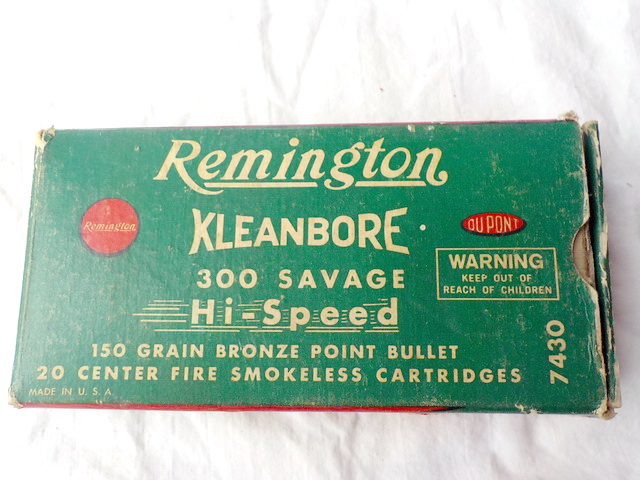 Remington
Remington
KLEANBORE
DU PONT
300 SAVAGE
WARNING
KEEP OUT OF
REACH OF CHILDREN
Hi-Speed
150 GRAIN BRONZE POINT BULLET
20 CENTER FIRE SMOKELESS CARTRIDGES
MADE IN U.S.A
7430